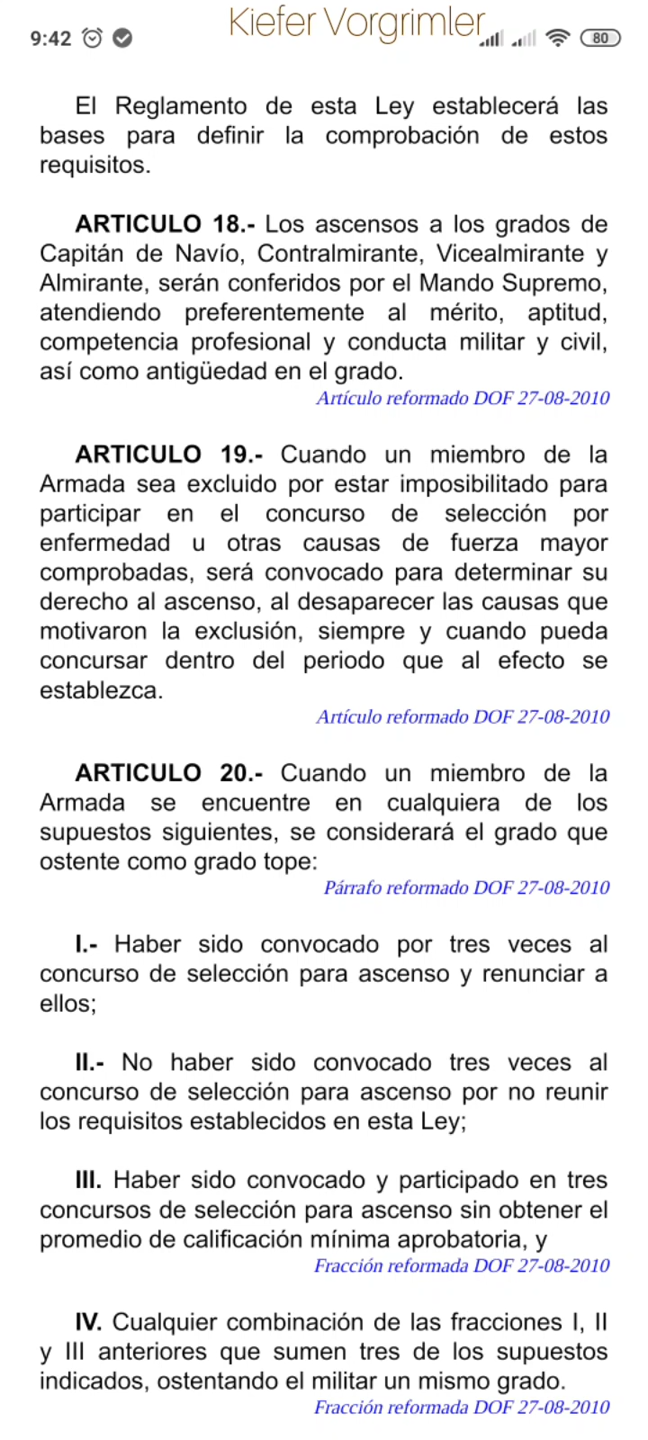 Kiefer Vorgrimler
9:42
80
El Reglamento de esta Ley establecerá las
bases para definir la comprobación de estos
requisitos.
ARTICULO 18.- Los ascensos a los grados de
Capitán de Navío, Contralmirante, Vicealmirante y
Almirante, serán conferidos por el Mando Supremo,
atendiendo preferentemente al mérito, aptitud,
competencia profesional y conducta militar y civil,
así como antigüedad en el grado.
Artículo reformado DOF 27-08-2010
ARTICULO 19.- Cuando un miembro de la
Armada sea excluido por estar imposibilitado para
participar en el concurso de selección por
enfermedad u otras causas de fuerza mayor
comprobadas, será convocado para determinar su
derecho al ascenso, al desaparecer las causas que
motivaron la exclusión, siempre y cuando pueda
concursar dentro del periodo que al efecto se
establezca.
Artículo reformado DOF 27-08-2010
ARTICULO 20.- Cuando un miembro de la
Armada se encuentre en cualquiera de los
supuestos siguientes, se considerará el grado que
ostente como grado tope:
Párrafo reformado DOF 27-08-2010
I.- Haber sido convocado por tres veces al
concurso de selección para ascenso y renunciar a
ellos;
II.- No haber sido convocado tres veces al
concurso de selección para ascenso por no reunir
los requisitos establecidos en esta Ley;
III. Haber sido convocado y participado en tres
concursos de selección para ascenso sin obtener el
promedio de calificación mínima aprobatoria, y
Fracción reformada DOF 27-08-2010
IV. Cualquier combinación de las fracciones I, II
y III anteriores que sumen tres de los supuestos
indicados, ostentando el militar un mismo grado.
Fracción reformada DOF 27-08-2010